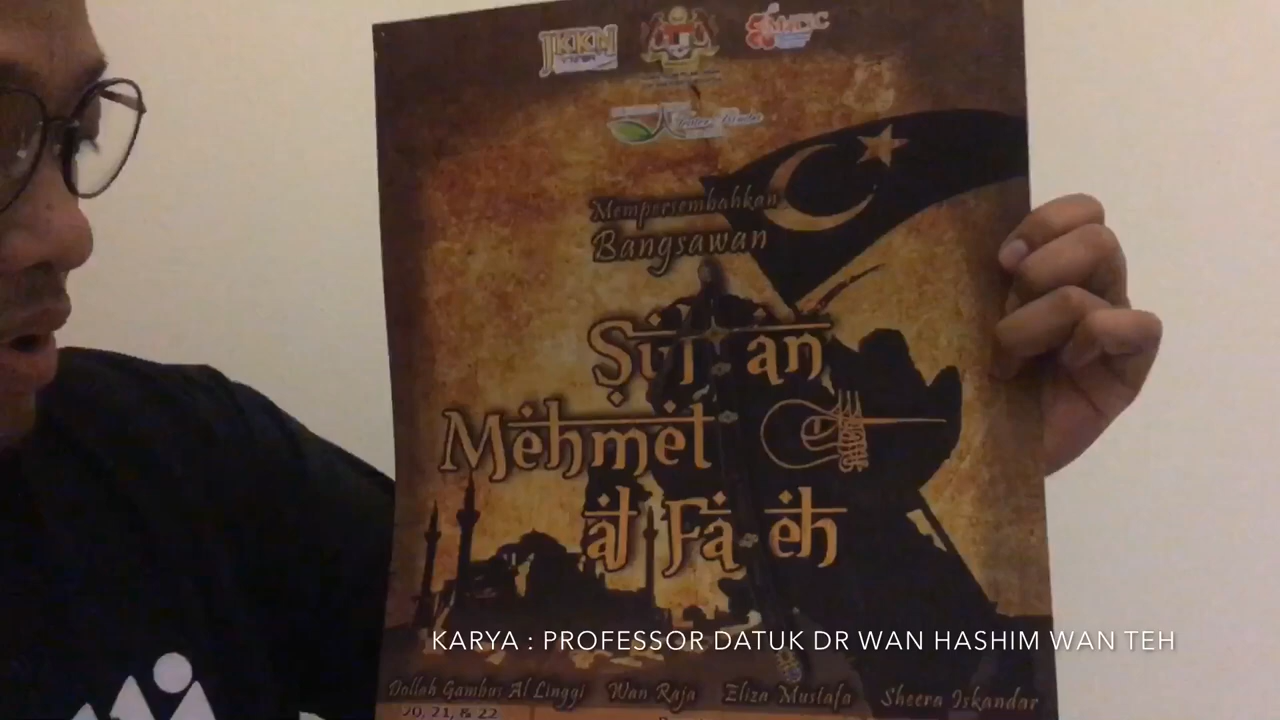 JKKN
MATIC
Mempersembahkan
Bangsawan
Sultan
Mehmet
al Fateh
KARYA : PROFESSOR DATUK DR WAN HASHIM WAN TEH
Dollah Gambus Al Linggi Wan Raja Eliza Mustafa Sheera Iskandar
20, 21, & 22